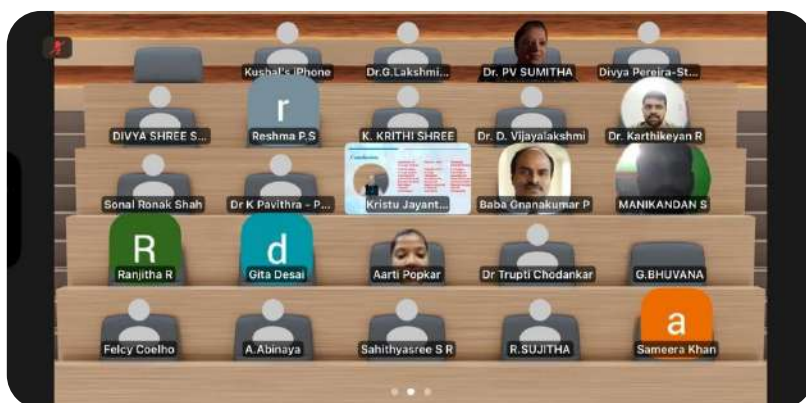 Kushal's iPhone
Dr.G.Lakshmi...
Dr. PV SUMITHA
Divya Pereira-St...
DIVYA SHREE S...
r
Reshma P.S
K. KRITHI SHREE
Dr. D. Vijayalakshmi
Dr. Karthikeyan R
Sonal Ronak Shah
Dr K Pavithra - P...
Conclusion
Kristu Jayant...
Baba Gnanakumar P
MANIKANDAN S
R
Ranjitha R
d
Gita Desai
Aarti Popkar
Dr Trupti Chodankar
G.BHUVANA
Felcy Coelho
A.Abinaya
Sahithyasree S R
R.SUJITHA
a
Sameera Khan